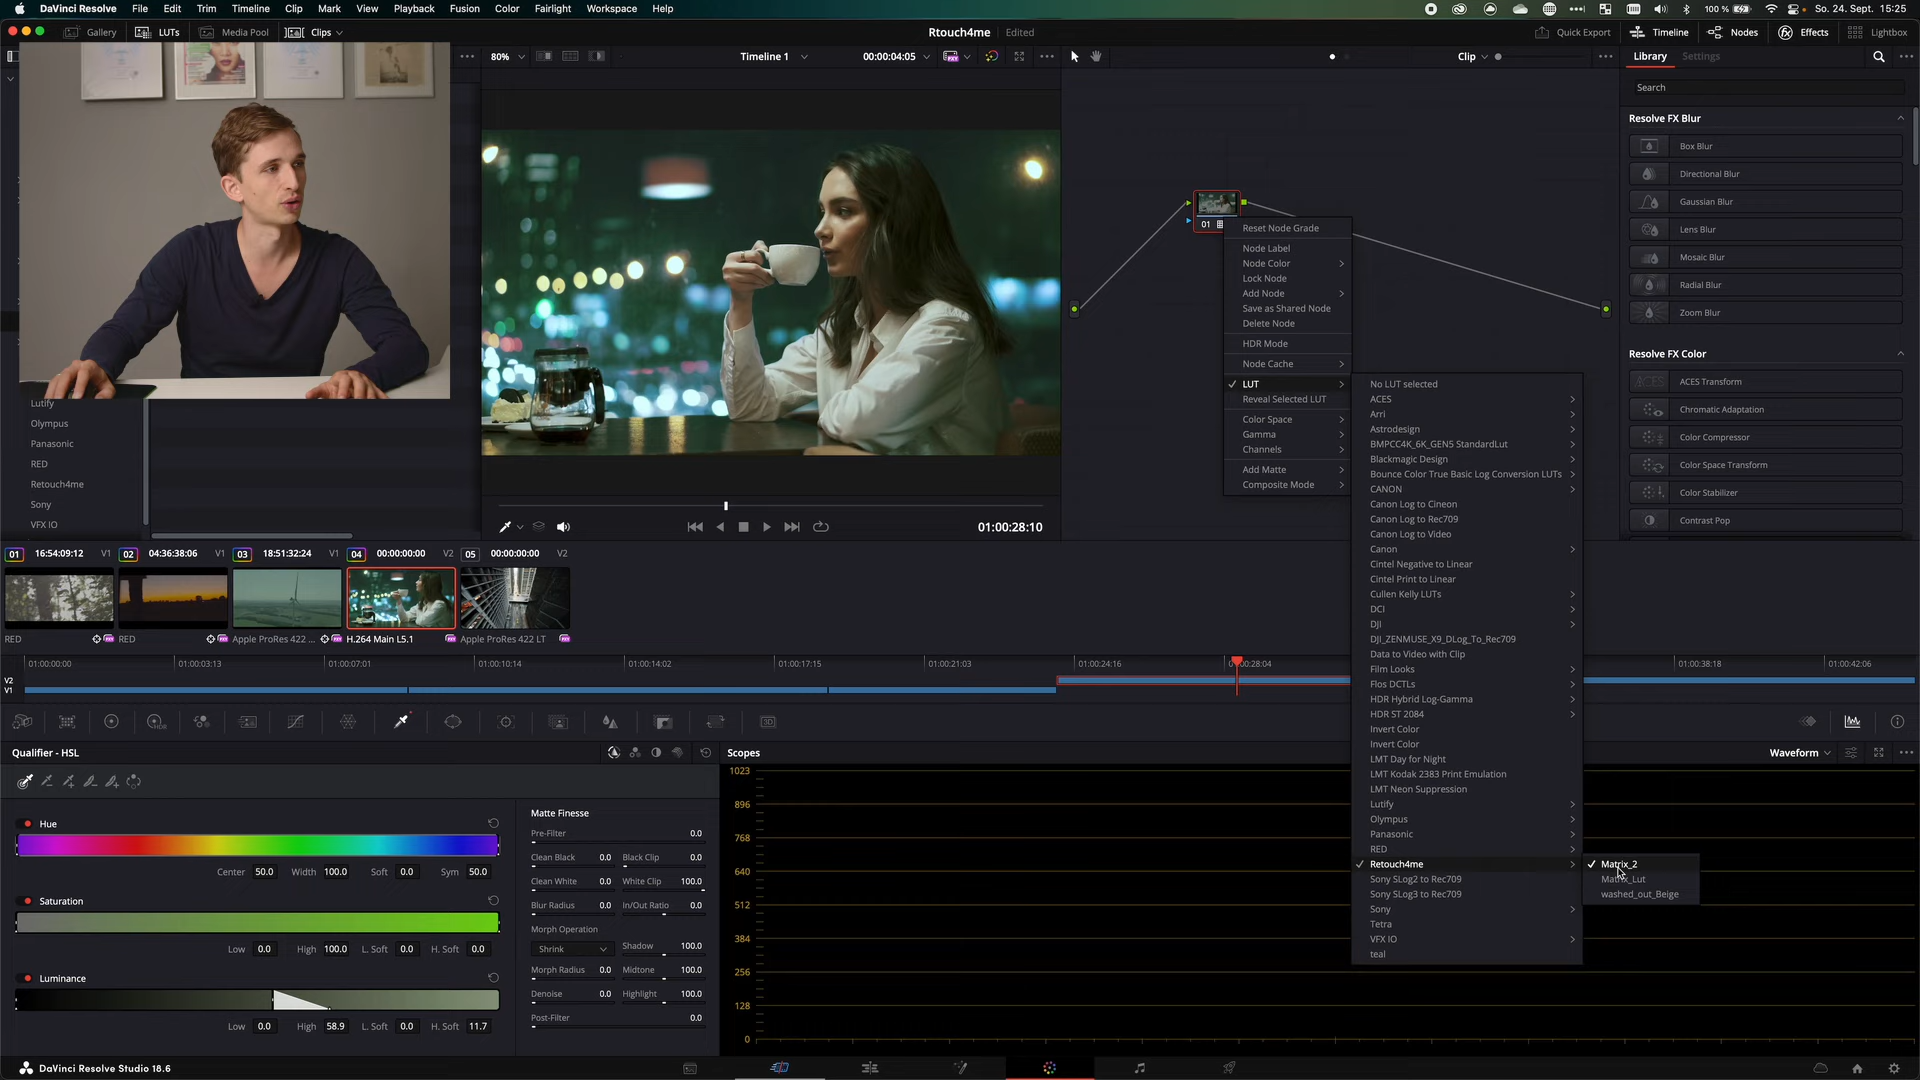 DaVinci Resolve File Edit Trim Timeline Clip Mark View Playback Fusion Color Fairlight Workspace Help
100 % So. 24. Sept. 15:25
Gallery LUTs Media Pool Clips
Rtouch4me Edited
Quick Export Timeline Nodes Effects Lightbox
80% Timeline 1 00:00:04:05 Clip
Library Settings
Search
Resolve FX Blur
Box Blur
Directional Blur
Gaussian Blur
Lens Blur
Mosaic Blur
Radial Blur
Zoom Blur
Resolve FX Color
ACES Transform
Chromatic Adaptation
Color Compressor
Color Space Transform
Color Stabilizer
Contrast Pop
Lutify
Olympus
Panasonic
RED
Retouch4me
Sony
VFX IO
01
Reset Node Grade
Node Label
Node Color
Lock Node
Add Node
Save as Shared Node
Delete Node
HDR Mode
Node Cache
LUT
Reveal Selected LUT
Color Space
Gamma
Channels
Add Matte
Composite Mode
No LUT selected
ACES
Arri
Astrodesign
BMPCC4K_6K_GEN5 StandardLut
Blackmagic Design
Bounce Color True Basic Log Conversion LUTs
CANON
Canon Log to Cineon
Canon Log to Rec709
Canon Log to Video
Canon
Cintel Negative to Linear
Cintel Print to Linear
Cullen Kelly LUTs
DCI
DJI
DJI_ZENMUSE_X9_DLog_To_Rec709
Data to Video with Clip
Film Looks
Flos DCTLs
HDR Hybrid Log-Gamma
HDR ST 2084
Invert Color
Invert Color
LMT Day for Night
LMT Kodak 2383 Print Emulation
LMT Neon Suppression
Lutify
Olympus
Panasonic
RED
Retouch4me
Sony SLog2 to Rec709
Sony SLog3 to Rec709
Sony
Tetra
VFX IO
teal
Matrix_2
Matrix_Lut
washed_out_Beige
01:00:28:10
01 16:54:09:12 V1 02 04:36:38:06 V1 03 18:51:32:24 V1 04 00:00:00:00 V2 05 00:00:00:00 V2
RED RED Apple ProRes 422 ... H.264 Main L5.1 Apple ProRes 422 LT
01:00:00:00 01:00:03:13 01:00:07:01 01:00:10:14 01:00:14:02 01:00:17:15 01:00:21:03 01:00:24:16 01:00:28:04 01:00:38:18 01:00:42:06
V2
V1
Qualifier - HSL
Hue
Center 50.0 Width 100.0 Soft 0.0 Sym 50.0
Saturation
Low 0.0 High 100.0 L. Soft 0.0 H. Soft 0.0
Luminance
Low 0.0 High 58.9 L. Soft 0.0 H. Soft 11.7
Matte Finesse
Pre-Filter 0.0
Clean Black 0.0 Black Clip 0.0
Clean White 0.0 White Clip 100.0
Blur Radius 0.0 In/Out Ratio 0.0
Morph Operation
Shrink Shadow 100.0
Morph Radius 0.0 Midtone 100.0
Denoise 0.0 Highlight 100.0
Post-Filter 0.0
Scopes Waveform
1023
896
768
640
512
384
256
128
0
DaVinci Resolve Studio 18.6